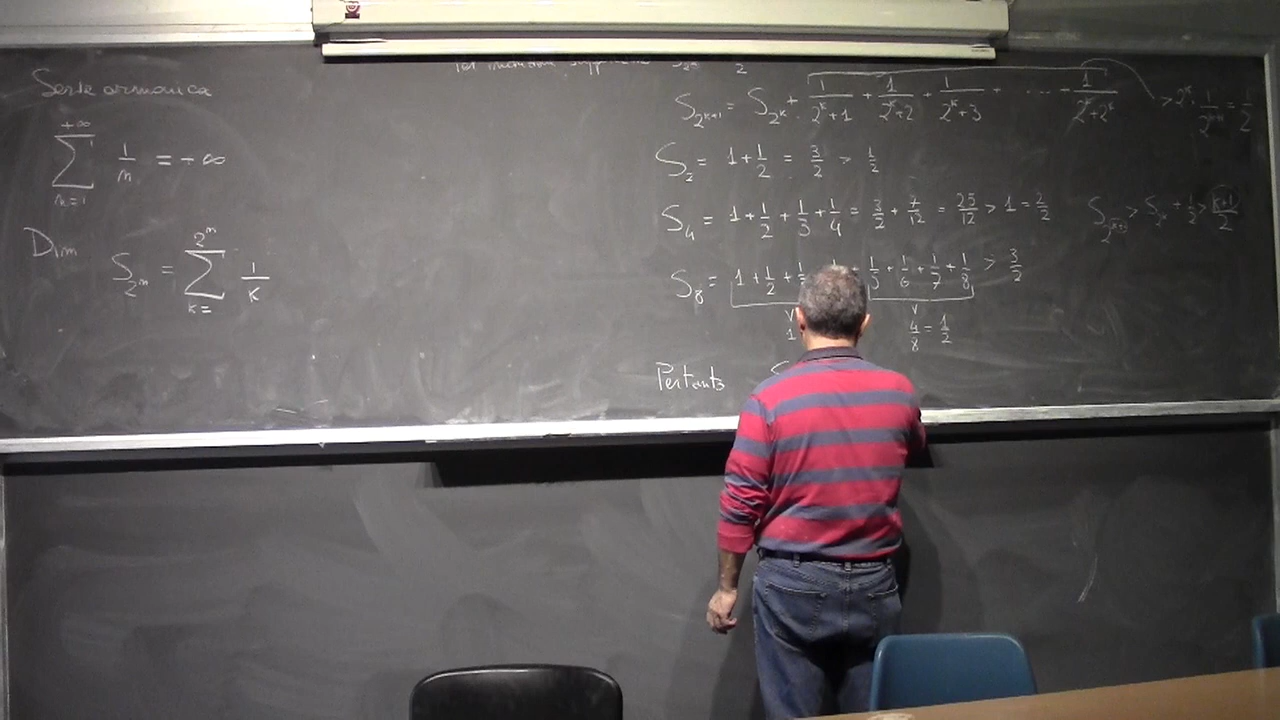 Serie armonica
+∞
∑ 1/n = +∞
n=1
Dim
S_{2^n} = ∑_{k=}^{2^n} 1/k
S_{2^{k+1}} = S_{2^k} + 1/(2^k+1) + 1/(2^k+2) + 1/(2^k+3) + ... + 1/(2^k+2^k) > 2^k · 1/2^{k+1} = 1/2
S_2 = 1 + 1/2 = 3/2 > 1/2
S_4 = 1 + 1/2 + 1/3 + 1/4 = 3/2 + 7/12 = 25/12 > 1 = 2/2
S_{2^{k+1}} > S_{2^k} + 1/2 > (k+1)/2
S_8 = 1 + 1/2 + 1/5 + 1/6 + 1/7 + 1/8 > 3/2
1
4/8 = 1/2
Pertanto S